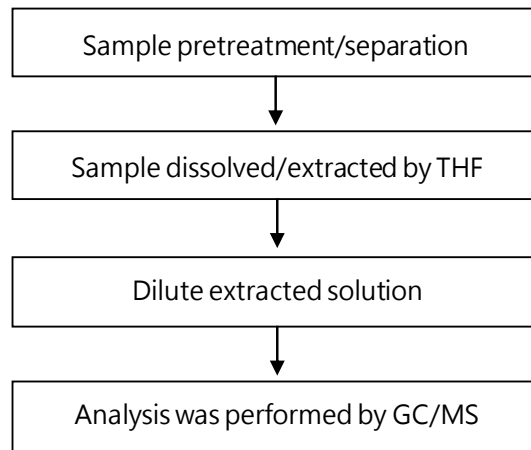 Sample pretreatment/separation
Sample dissolved/extracted by THF
Dilute extracted solution
Analysis was performed by GC/MS